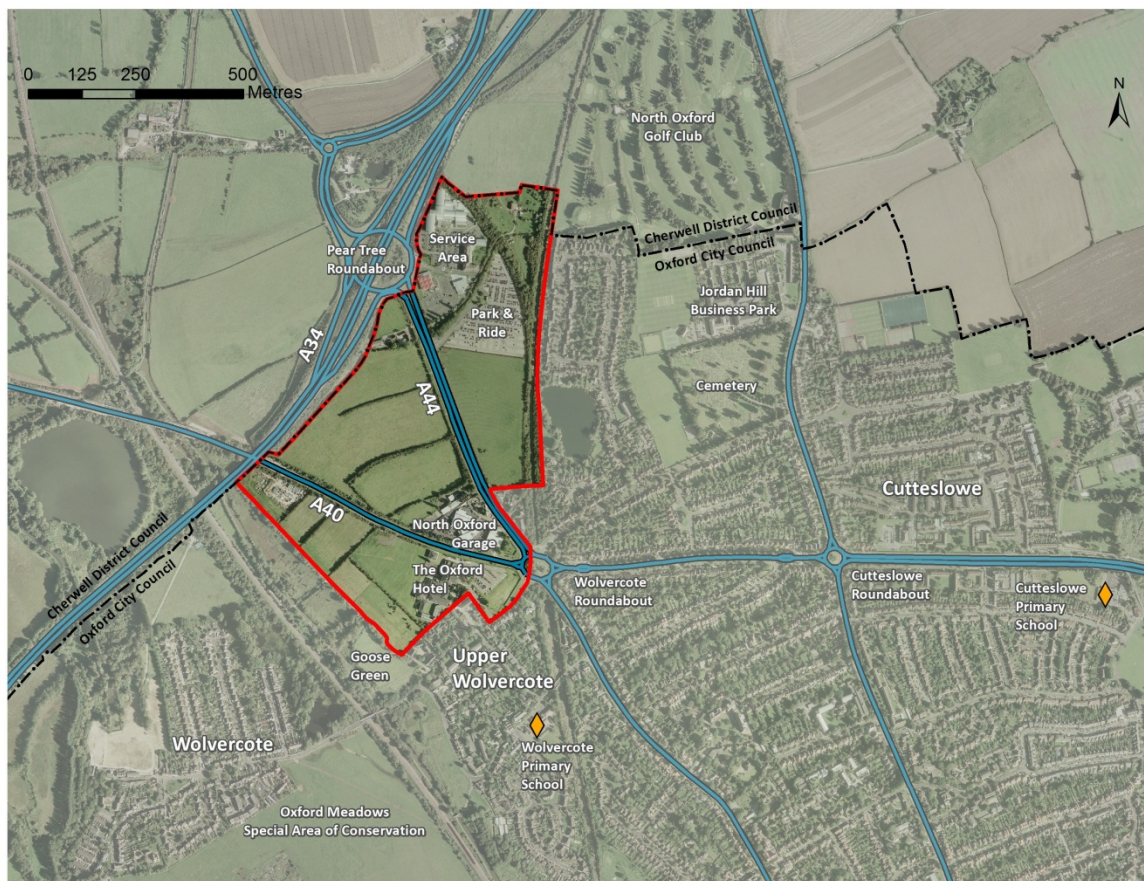 0 125 250 500
Metres
N
North Oxford
Golf Club
Cherwell District Council
Oxford City Council
Service
Area
Pear Tree
Roundabout
Jordan Hill
Business Park
Park &
Ride
A34
A44
Cemetery
Cutteslowe
A40
North Oxford
Garage
The Oxford
Hotel
Wolvercote
Roundabout
Cutteslowe
Roundabout
Cutteslowe
Primary
School
Cherwell District Council
Oxford City Council
Goose
Green
Upper
Wolvercote
Wolvercote
Wolvercote
Primary
School
Oxford Meadows
Special Area of Conservation